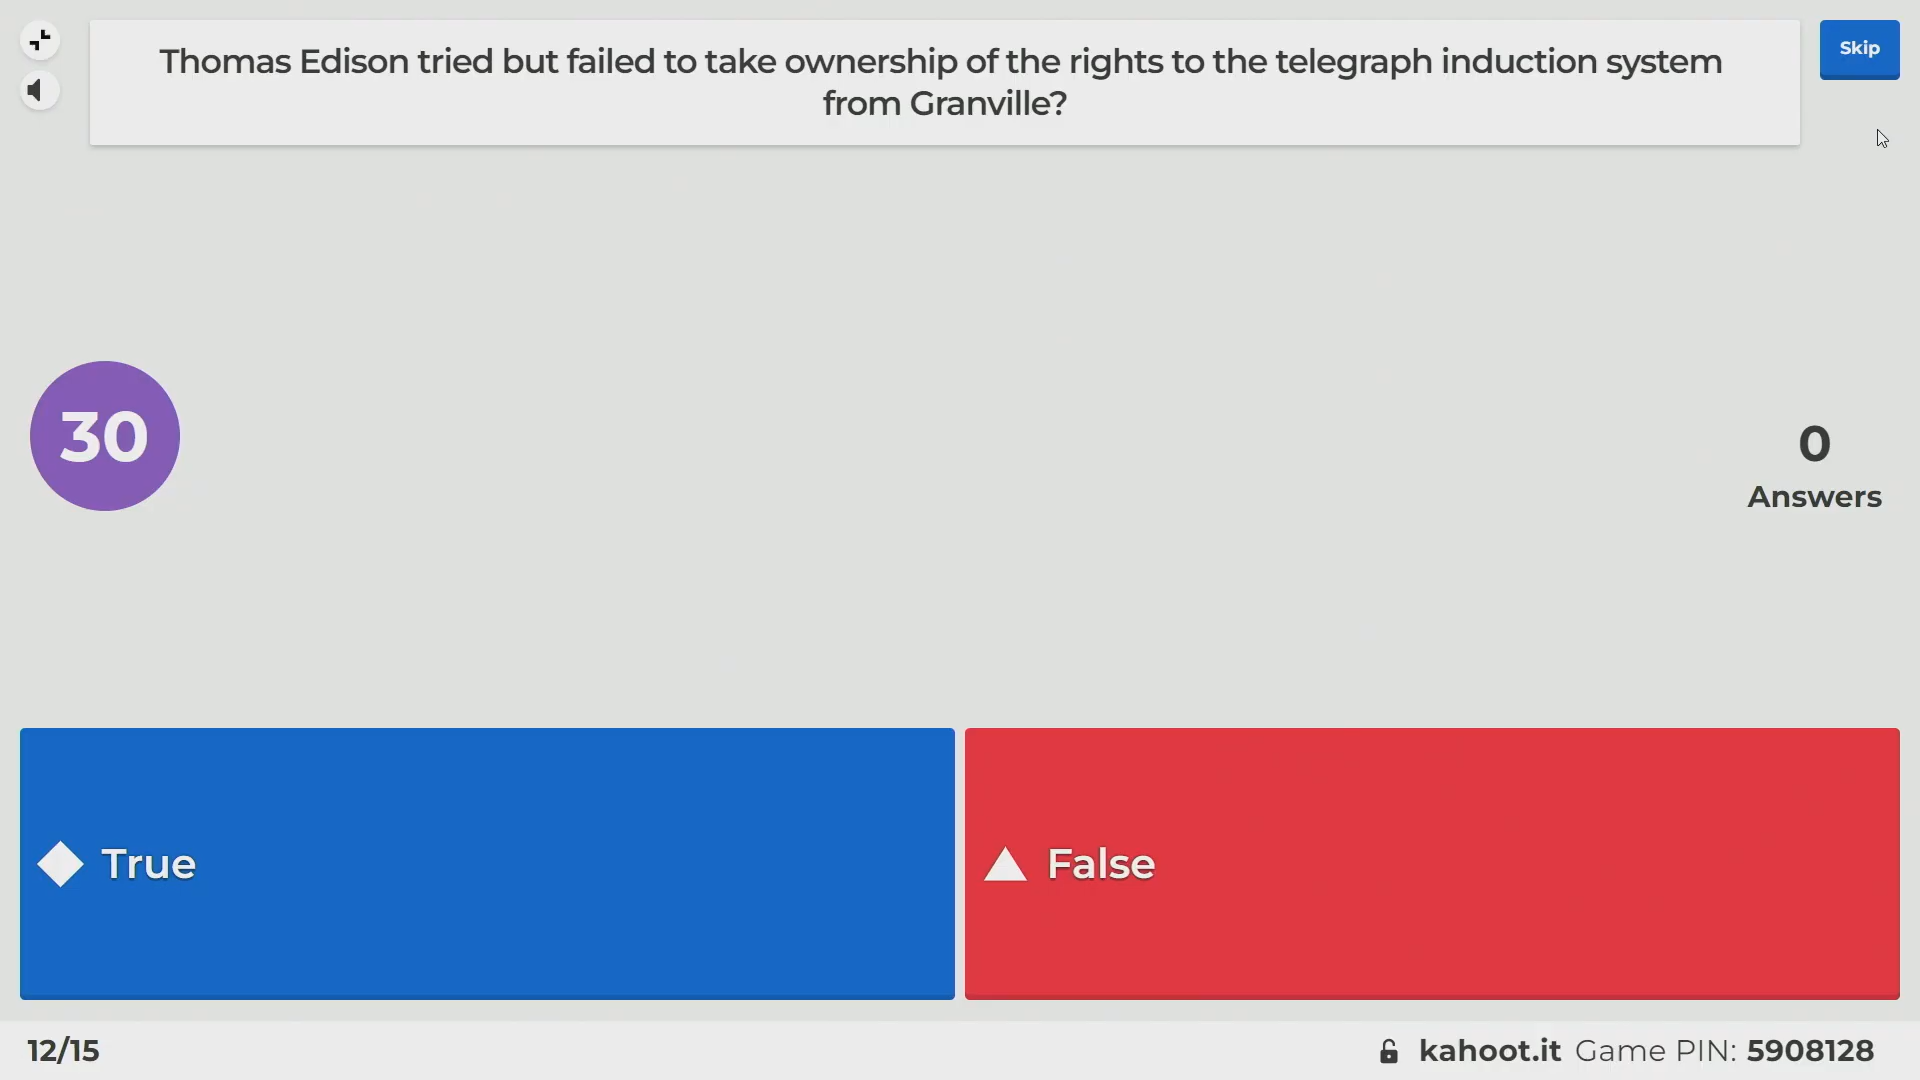 Thomas Edison tried but failed to take ownership of the rights to the telegraph induction system
from Granville?
Skip
30
0
Answers
True
False
12/15
kahoot.it Game PIN: 5908128